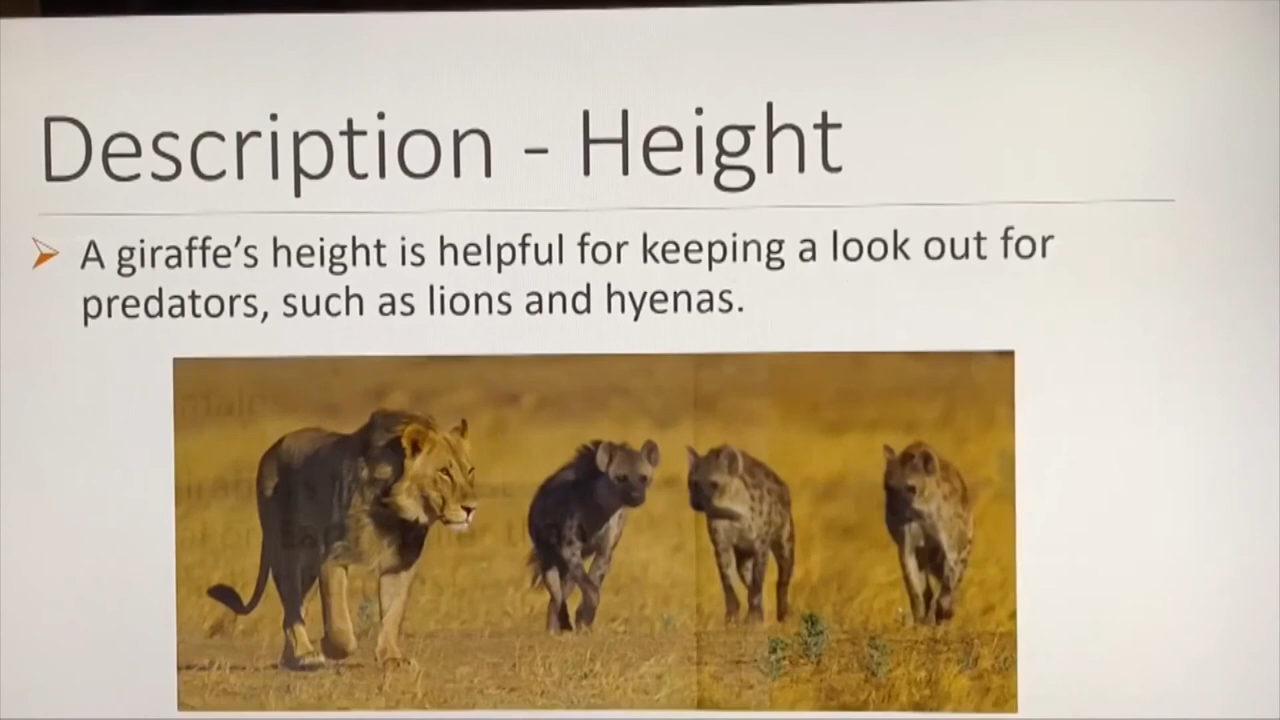 Description - Height
A giraffe's height is helpful for keeping a look out for
predators, such as lions and hyenas.